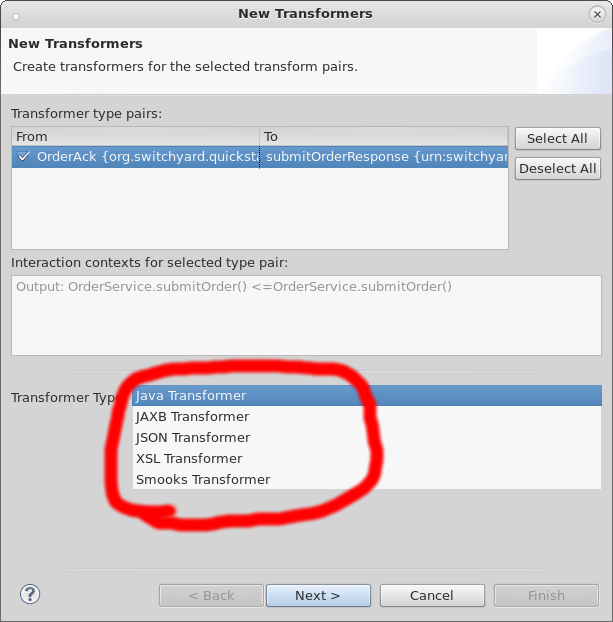 New Transformers
New Transformers
Create transformers for the selected transform pairs.
Transformer type pairs:
From To
OrderAck {org.switchyard.quicksta submitOrderResponse {urn:switchyar
Select All
Deselect All
Interaction contexts for selected type pair:
Output: OrderService.submitOrder() <=OrderService.submitOrder()
Transformer Typ Java Transformer
JAXB Transformer
JSON Transformer
XSL Transformer
Smooks Transformer
? < Back Next > Cancel Finish